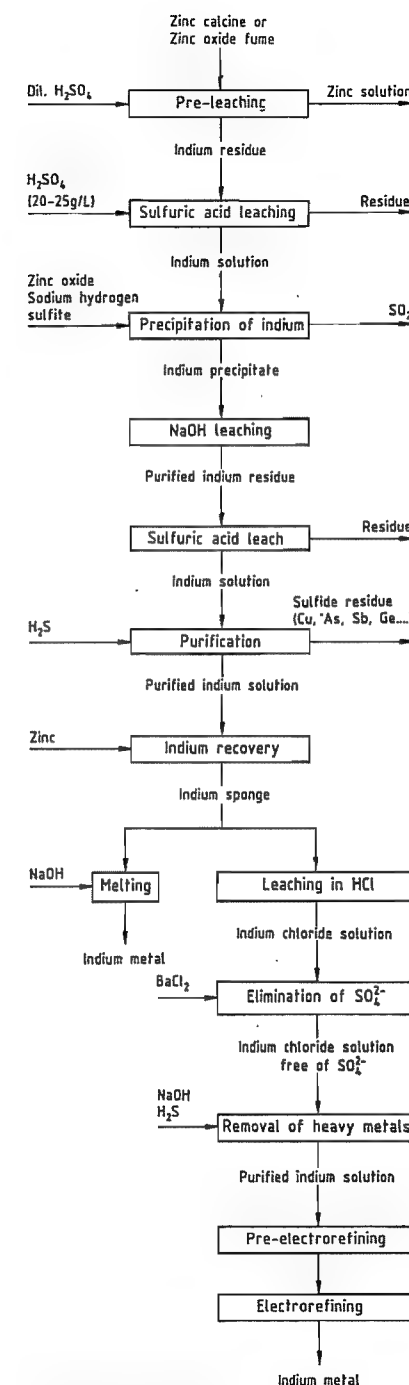 Zinc calcine or
Zinc oxide fume
Dil. H₂SO₄
Pre-leaching
Zinc solution
Indium residue
H₂SO₄
(20-25g/L)
Sulfuric acid leaching
Residue
Indium solution
Zinc oxide
Sodium hydrogen
sulfite
Precipitation of indium
SO₂
Indium precipitate
NaOH leaching
Purified indium residue
Sulfuric acid leach
Residue
Indium solution
Sulfide residue
(Cu, As, Sb, Ge....
H₂S
Purification
Purified indium solution
Zinc
Indium recovery
Indium sponge
NaOH
Melting
Leaching in HCl
Indium metal
Indium chloride solution
BaCl₂
Elimination of SO₄²⁻
Indium chloride solution
free of SO₄²⁻
NaOH
H₂S
Removal of heavy metals
Purified indium solution
Pre-electrorefining
Electrorefining
Indium metal